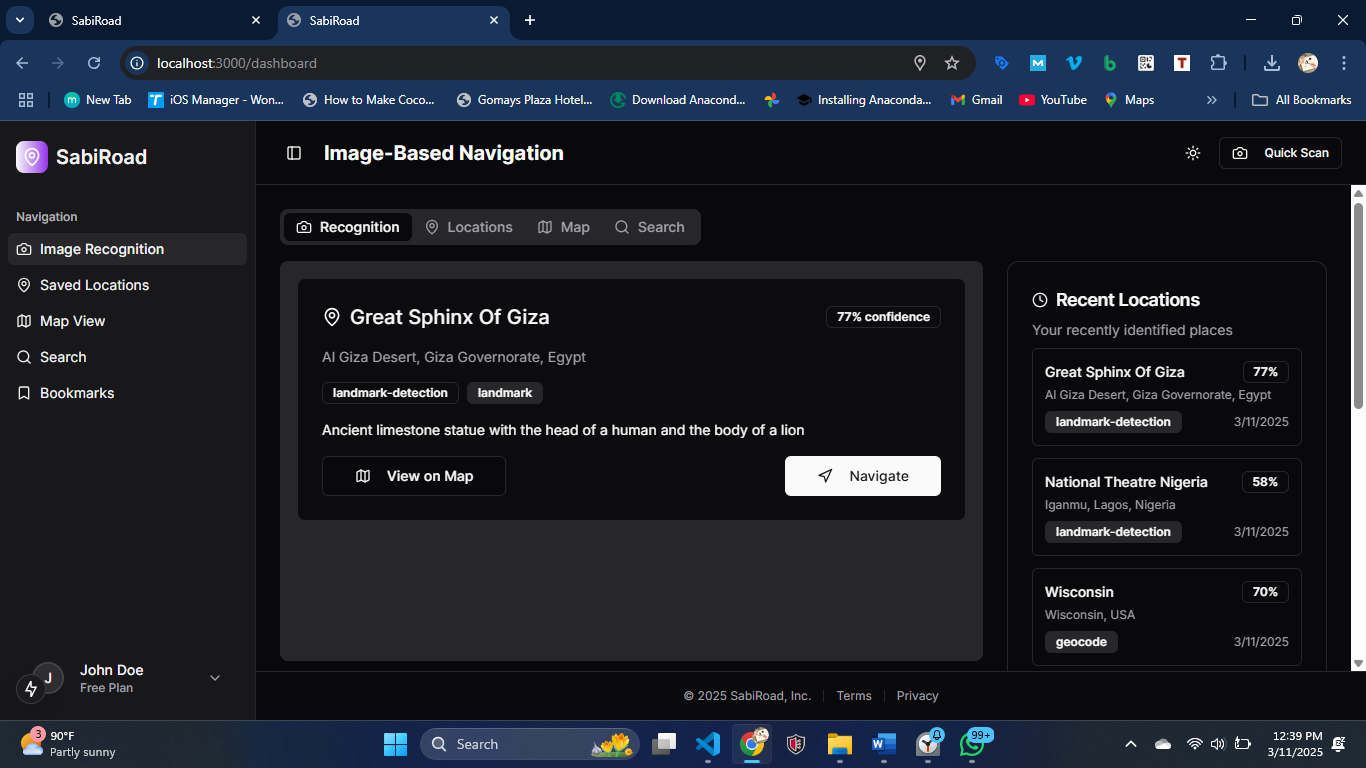 SabiRoad
SabiRoad
localhost:3000/dashboard
New Tab
iOS Manager - Won...
How to Make Coco...
Gomays Plaza Hotel...
Download Anacond...
Installing Anaconda...
Gmail
YouTube
Maps
All Bookmarks
SabiRoad
Navigation
Image Recognition
Saved Locations
Map View
Search
Bookmarks
J
John Doe
Free Plan
Image-Based Navigation
Quick Scan
Recognition
Locations
Map
Search
Great Sphinx Of Giza
77% confidence
Al Giza Desert, Giza Governorate, Egypt
landmark-detection
landmark
Ancient limestone statue with the head of a human and the body of a lion
View on Map
Navigate
Recent Locations
Your recently identified places
Great Sphinx Of Giza
77%
Al Giza Desert, Giza Governorate, Egypt
landmark-detection
3/11/2025
National Theatre Nigeria
58%
Iganmu, Lagos, Nigeria
landmark-detection
3/11/2025
Wisconsin
70%
Wisconsin, USA
geocode
3/11/2025
© 2025 SabiRoad, Inc.
Terms
Privacy
3
90°F
Partly sunny
Search
99+
12:39 PM
3/11/2025